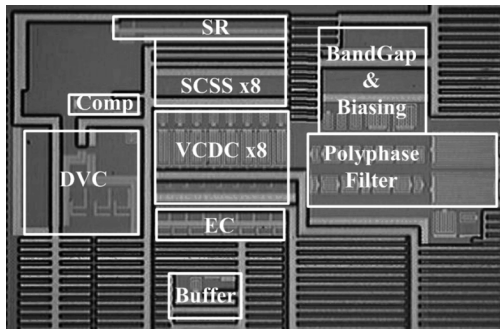 SR
SCSS x8
BandGap
&
Biasing
Comp
VCDC x8
Polyphase
Filter
DVC
EC
Buffer